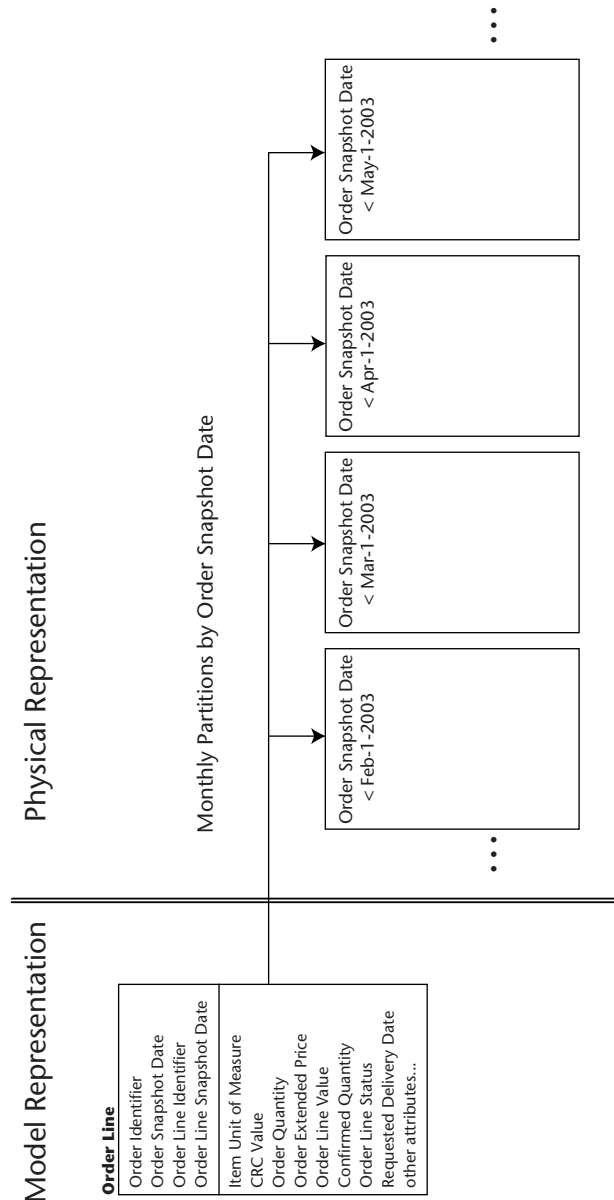 Model Representation
Physical Representation
Order Line
Order Identifier
Order Snapshot Date
Order Line Identifier
Order Line Snapshot Date
Item Unit of Measure
CRC Value
Order Quantity
Order Extended Price
Order Line Value
Confirmed Quantity
Order Line Status
Requested Delivery Date
other attributes...
Monthly Partitions by Order Snapshot Date
• • •
Order Snapshot Date
< Feb-1-2003
Order Snapshot Date
< Mar-1-2003
Order Snapshot Date
< Apr-1-2003
Order Snapshot Date
< May-1-2003
• • •